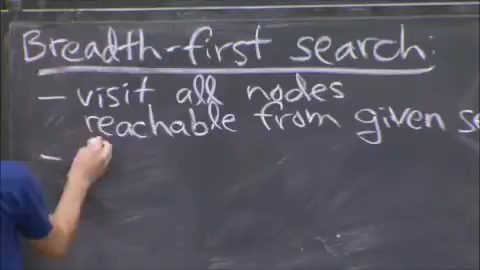 Breadth-first search:
- visit all nodes
reachable from given
-